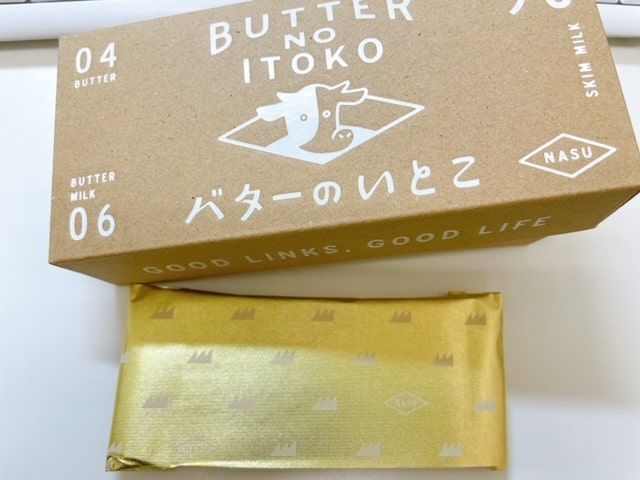 04
BUTTER
BUTTER
NO
ITOKO
SKIM MILK
BUTTER
MILK
06
バターのいとこ
NASU
GOOD LINKS, GOOD LIFE
NASU